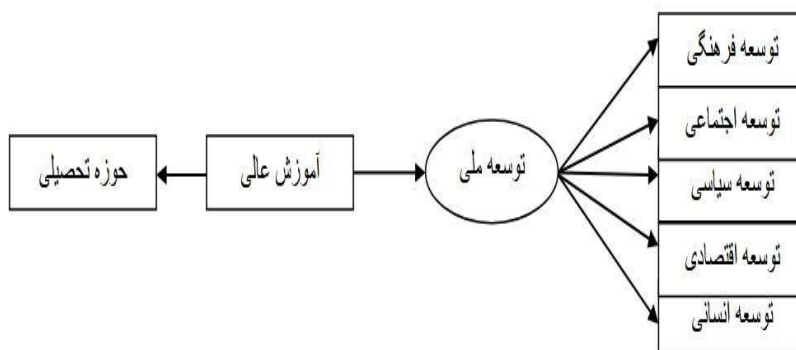 توسعه فرهنگی
توسعه اجتماعی
حوزه تحصیلی
آموزش عالی
توسعه ملی
توسعه سیاسی
توسعه اقتصادی
توسعه انسانی